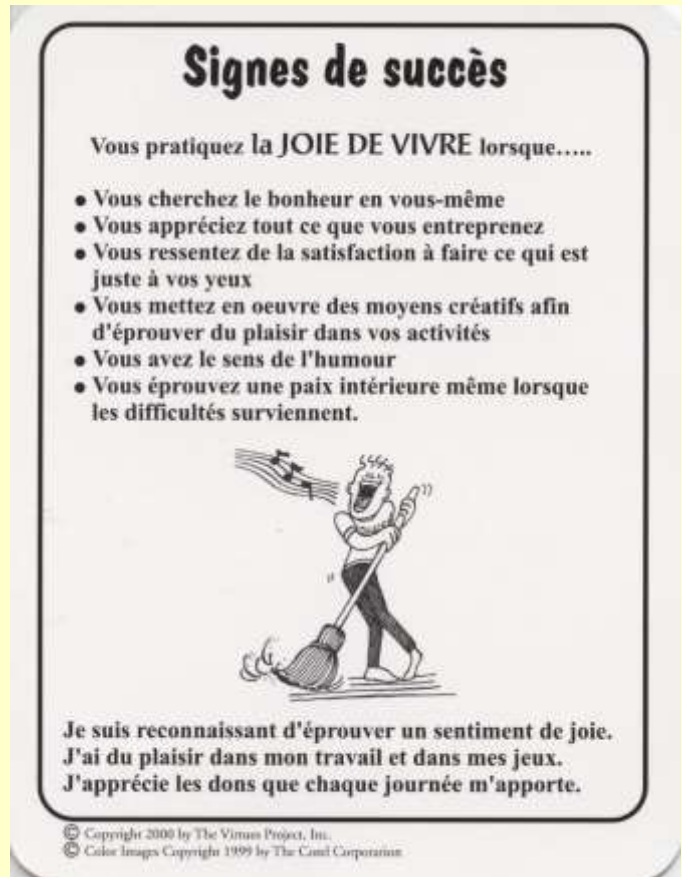 Signes de succès
Vous pratiquez la JOIE DE VIVRE lorsque.....
● Vous cherchez le bonheur en vous-même
● Vous appréciez tout ce que vous entreprenez
● Vous ressentez de la satisfaction à faire ce qui est
juste à vos yeux
● Vous mettez en oeuvre des moyens créatifs afin
d'éprouver du plaisir dans vos activités
● Vous avez le sens de l'humour
● Vous éprouvez une paix intérieure même lorsque
les difficultés surviennent.
Je suis reconnaissant d'éprouver un sentiment de joie.
J'ai du plaisir dans mon travail et dans mes jeux.
J'apprécie les dons que chaque journée m'apporte.
© Copyright 2000 by The Virtues Project, Inc.
© Color Images Copyright 1999 by The Corel Corporation